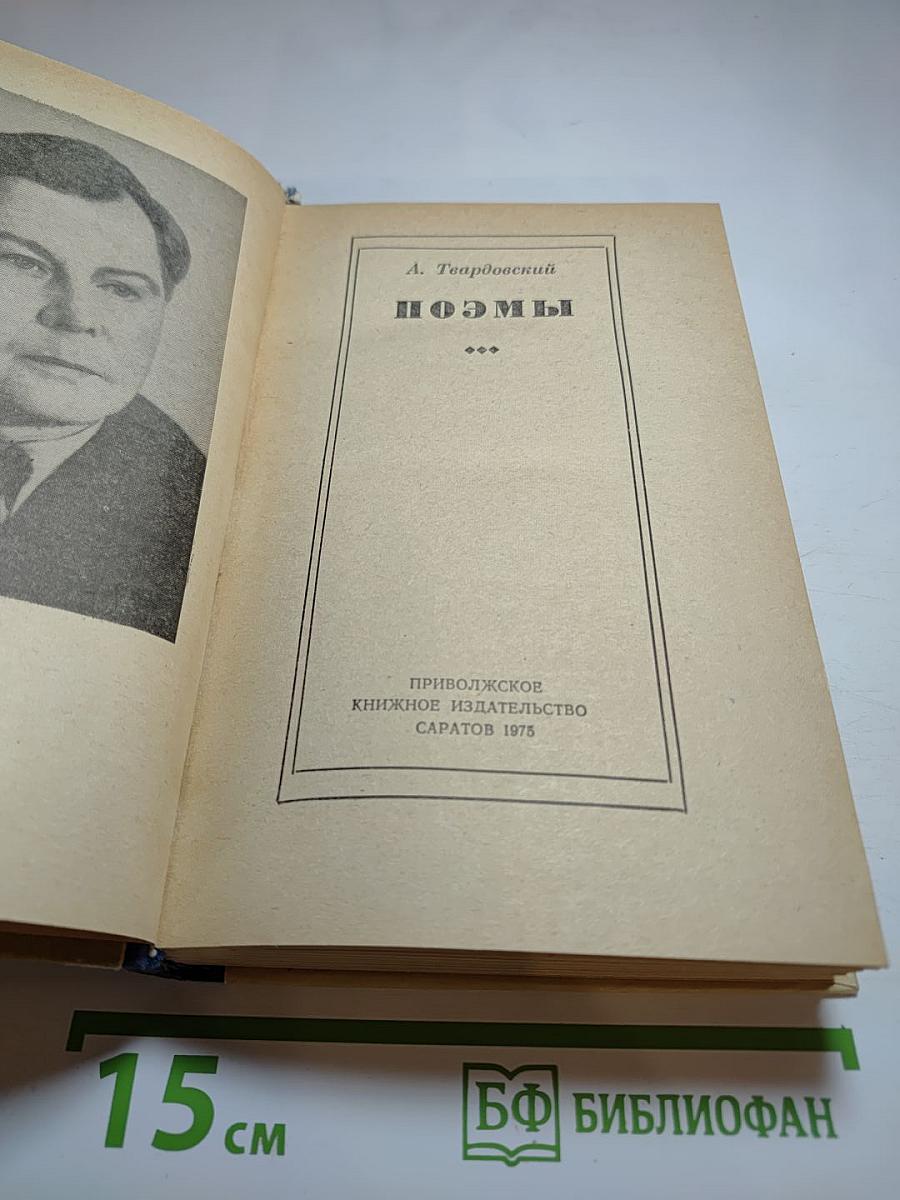 А. Твардовский
ПОЭМЫ
ПРИВОЛЖСКОЕ
КНИЖНОЕ ИЗДАТЕЛЬСТВО
САРАТОВ 1975
15 см
БФ БИБЛИОФАН